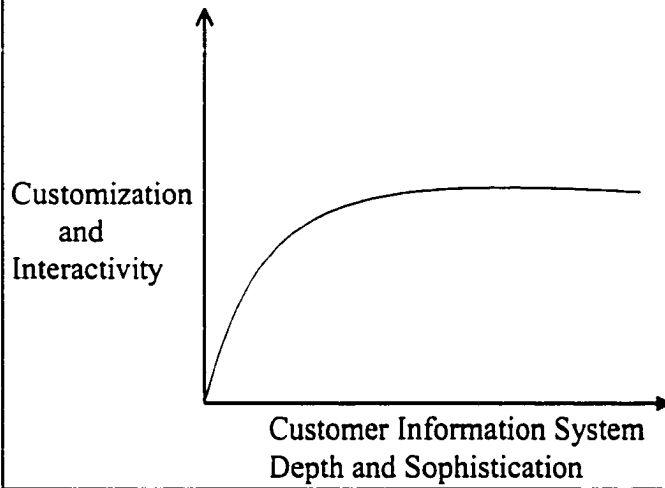 Customization
and
Interactivity
Customer Information System
Depth and Sophistication